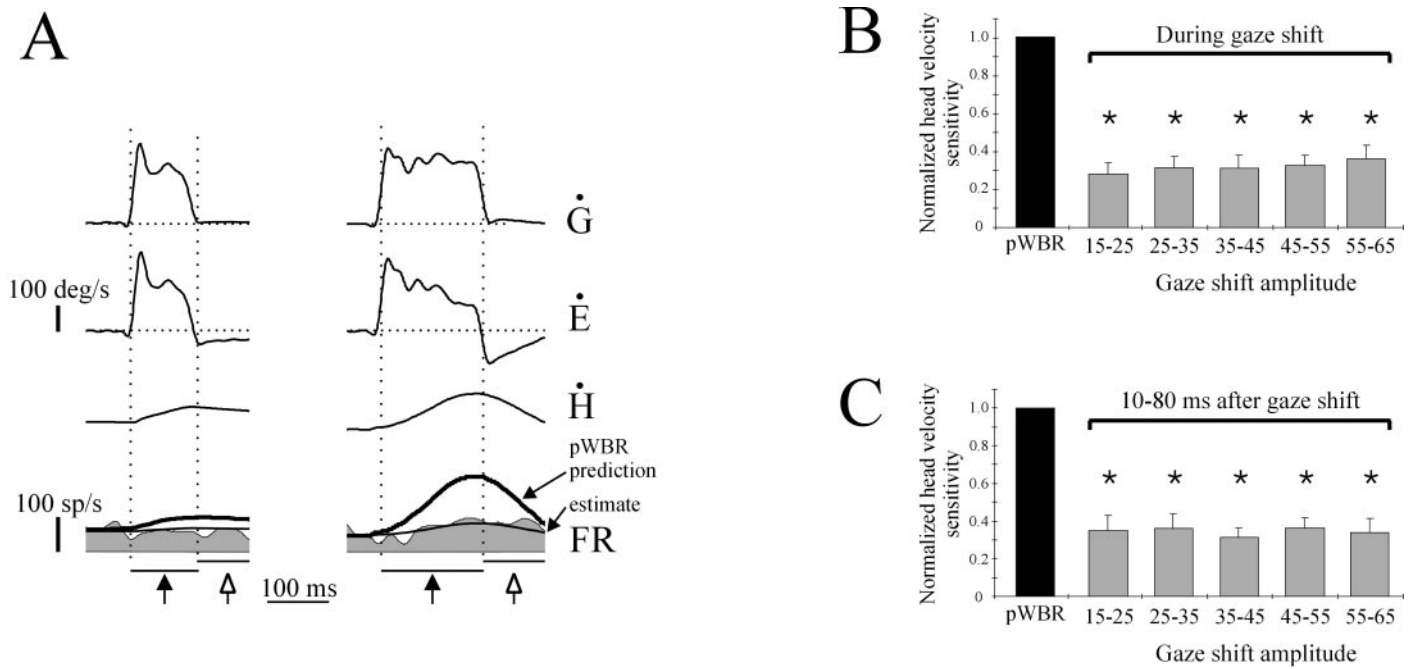 A
Ġ
100 deg/s
Ė
Ḣ
pWBR
prediction
estimate
100 sp/s
FR
100 ms
B
Normalized head velocity
sensitivity
During gaze shift
1.0
0.8
0.6
0.4
0.2
0
* * * * *
pWBR 15-25 25-35 35-45 45-55 55-65
Gaze shift amplitude
C
Normalized head velocity
sensitivity
10-80 ms after gaze shift
1.0
0.8
0.6
0.4
0.2
0
* * * * *
pWBR 15-25 25-35 35-45 45-55 55-65
Gaze shift amplitude